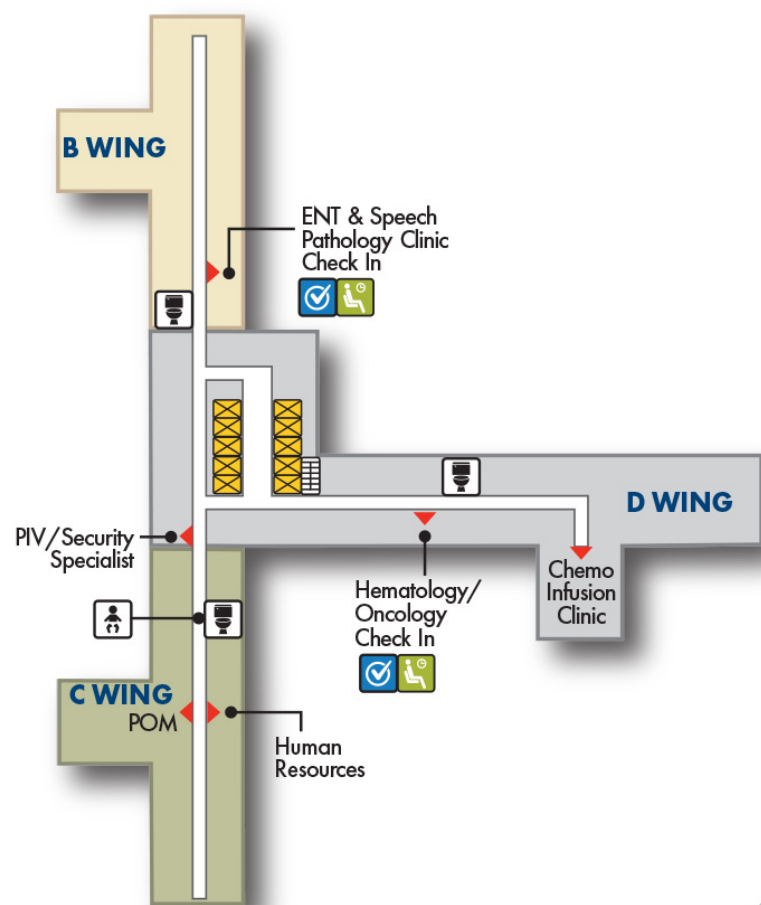 B WING
ENT & Speech
Pathology Clinic
Check In
D WING
PIV/Security
Specialist
Chemo
Infusion
Clinic
Hematology/
Oncology
Check In
C WING
POM
Human
Resources